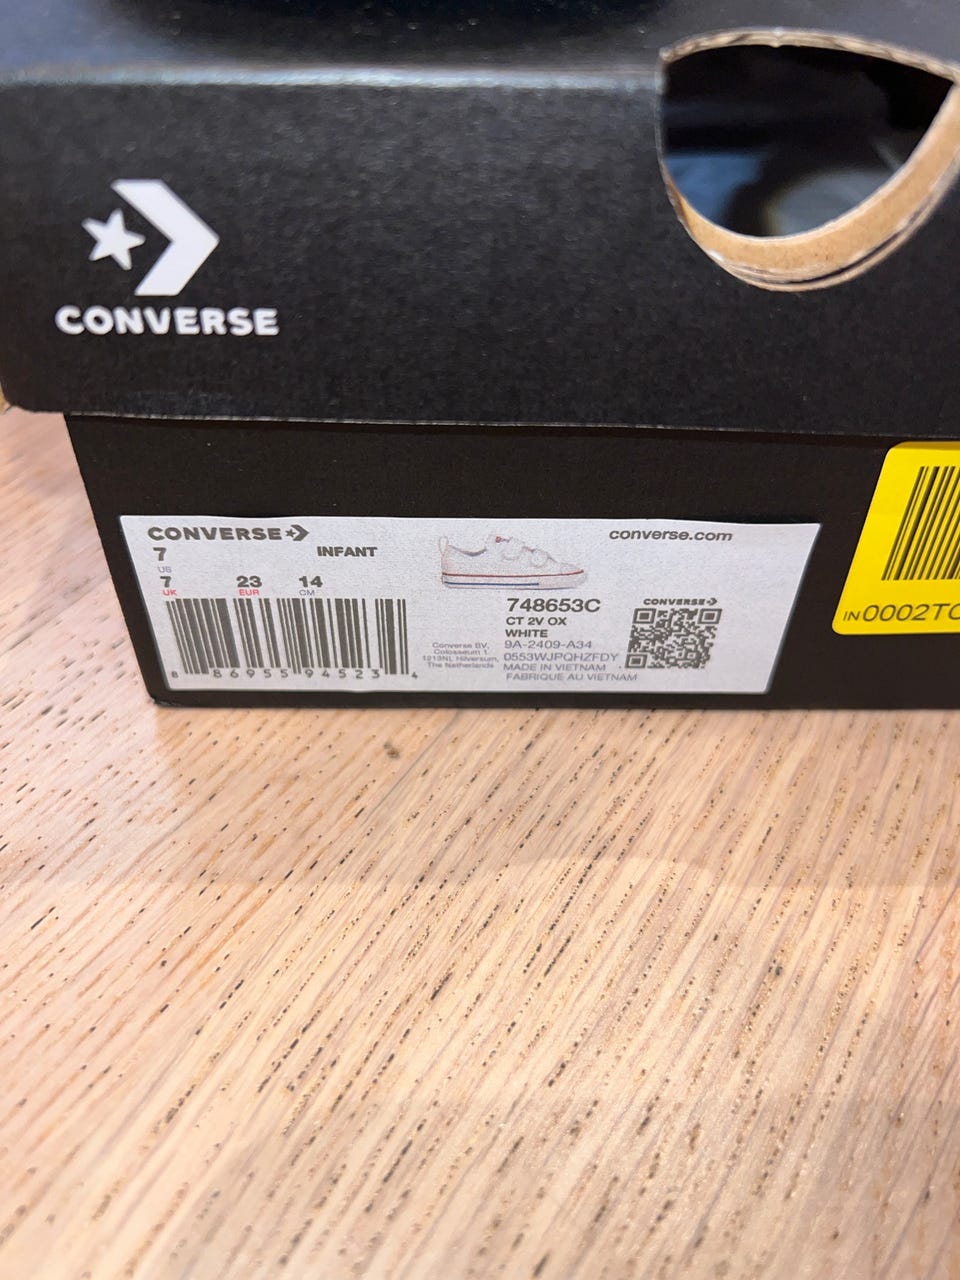 CONVERSE
CONVERSE
7
US
INFANT
7 23 14
UK EUR CM
8 86955 94523 4
Converse BV,
Colosseum 1,
1213NL Hilversum,
The Netherlands
748653C
CT 2V OX
WHITE
9A-2409-A34
0553WJPQHZFDY
MADE IN VIETNAM
FABRIQUE AU VIETNAM
converse.com
CONVERSE